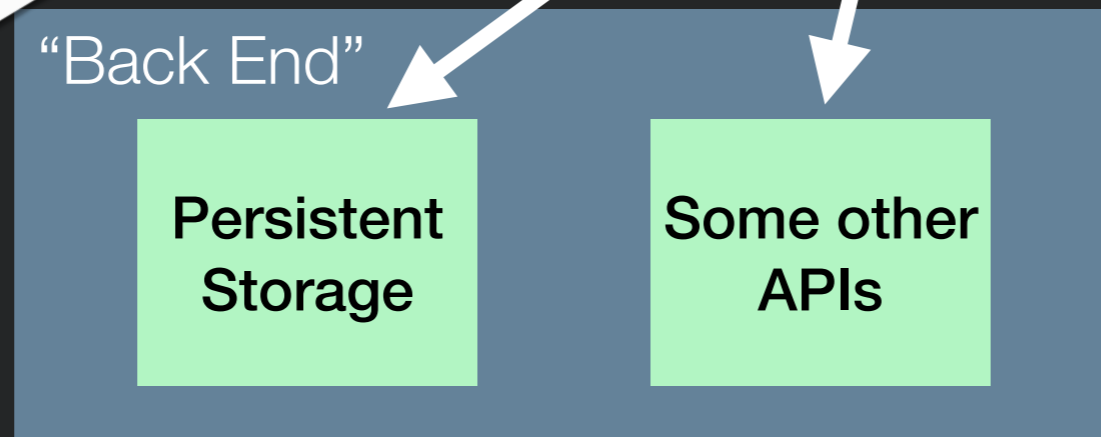 “Back End”
Persistent
Storage
Some other
APIs